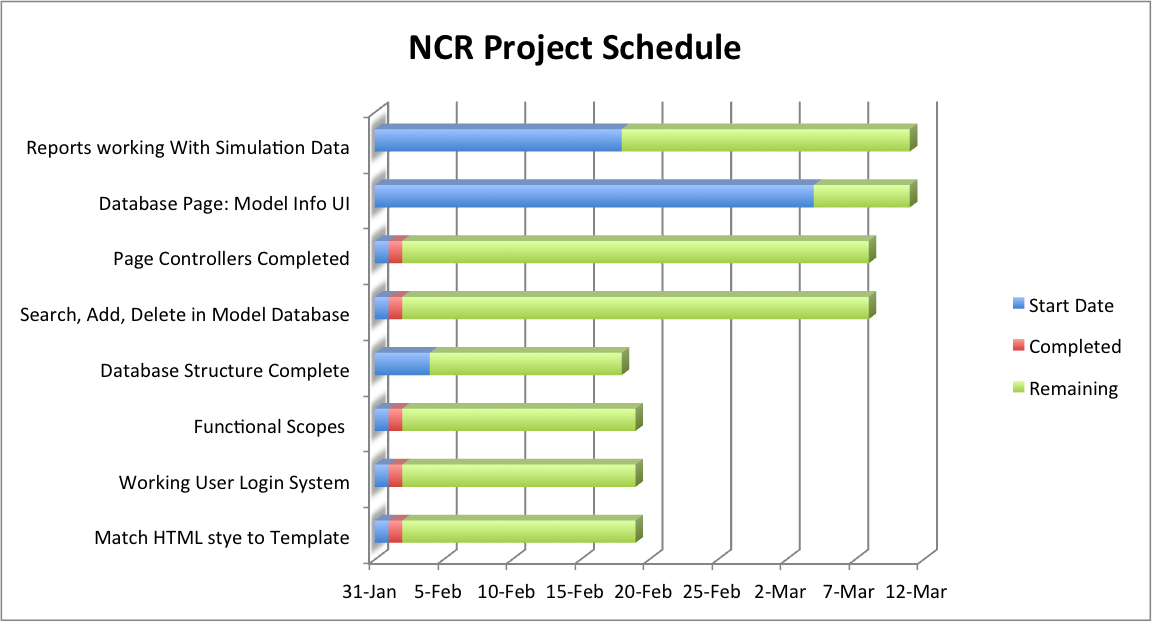 NCR Project Schedule
Reports working With Simulation Data
Database Page: Model Info UI
Page Controllers Completed
Search, Add, Delete in Model Database
Database Structure Complete
Functional Scopes
Working User Login System
Match HTML stye to Template
Start Date
Completed
Remaining
31-Jan 5-Feb 10-Feb 15-Feb 20-Feb 25-Feb 2-Mar 7-Mar 12-Mar